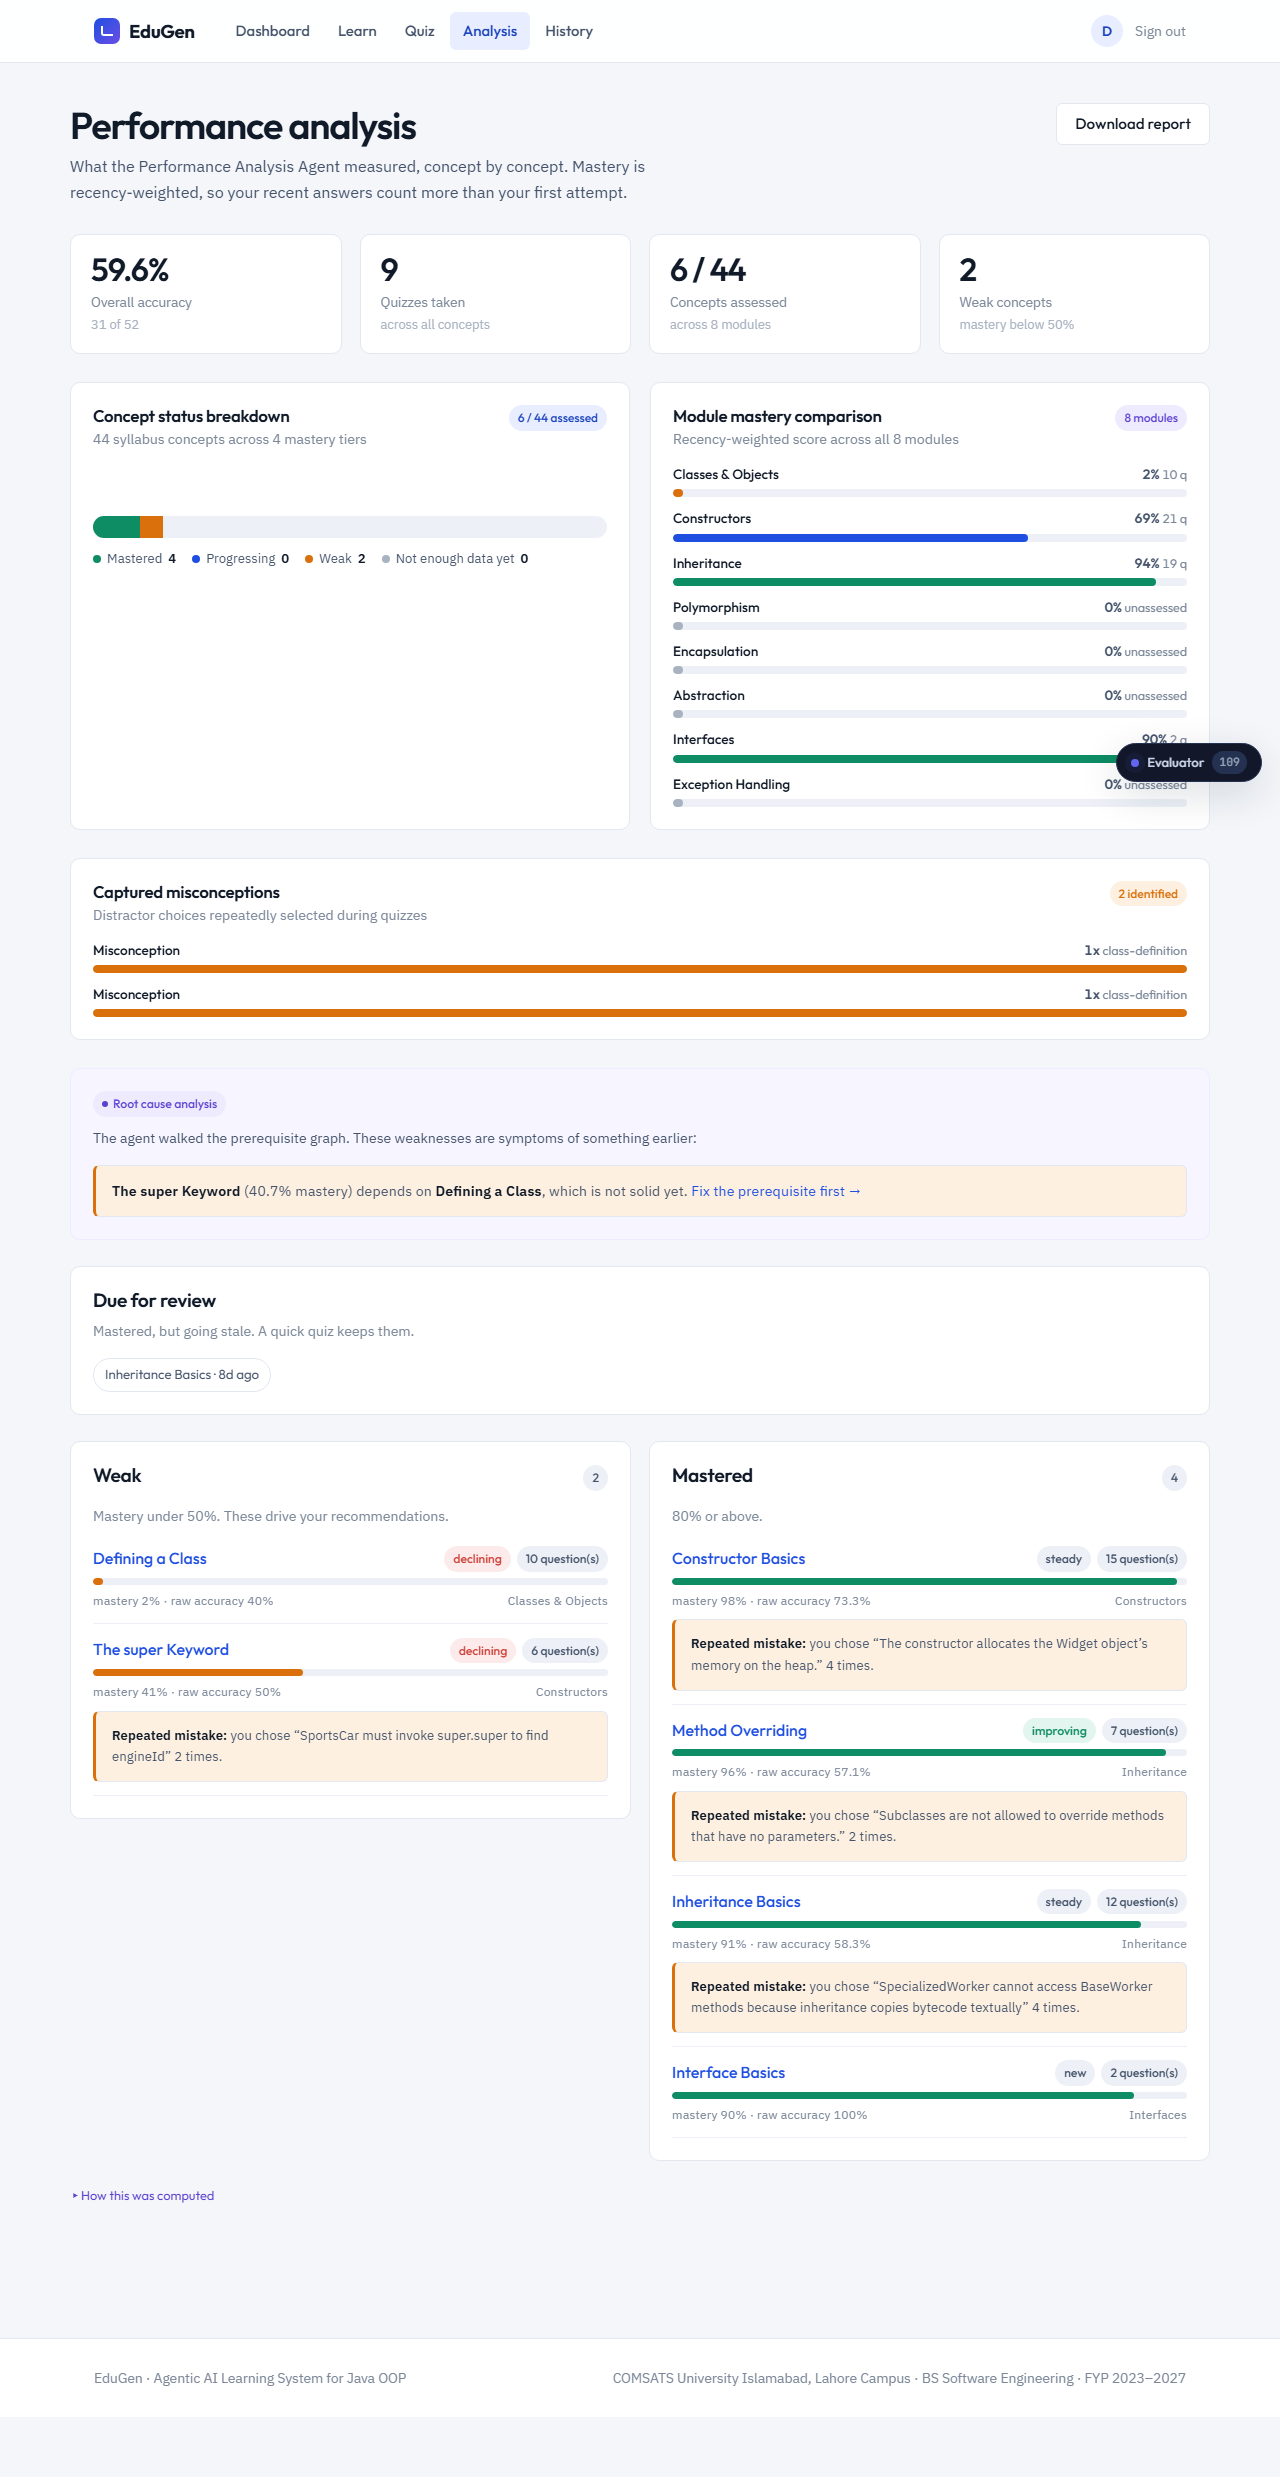 EduGen
Dashboard
Learn
Quiz
Analysis
History
D
Sign out
Performance analysis
Download report
What the Performance Analysis Agent measured, concept by concept. Mastery is
recency-weighted, so your recent answers count more than your first attempt.
59.6%
Overall accuracy
31 of 52
9
Quizzes taken
across all concepts
6 / 44
Concepts assessed
across 8 modules
2
Weak concepts
mastery below 50%
Concept status breakdown
6 / 44 assessed
44 syllabus concepts across 4 mastery tiers
Mastered 4
Progressing 0
Weak 2
Not enough data yet 0
Module mastery comparison
8 modules
Recency-weighted score across all 8 modules
Classes & Objects 2% 10 q
Constructors 69% 21 q
Inheritance 94% 19 q
Polymorphism 0% unassessed
Encapsulation 0% unassessed
Abstraction 0% unassessed
Interfaces 90% 2 q
Evaluator 109
Exception Handling 0% unassessed
Captured misconceptions
2 identified
Distractor choices repeatedly selected during quizzes
Misconception 1x class-definition
Misconception 1x class-definition
Root cause analysis
The agent walked the prerequisite graph. These weaknesses are symptoms of something earlier:
The super Keyword (40.7% mastery) depends on Defining a Class, which is not solid yet. Fix the prerequisite first →
Due for review
Mastered, but going stale. A quick quiz keeps them.
Inheritance Basics · 8d ago
Weak
2
Mastery under 50%. These drive your recommendations.
Defining a Class declining 10 question(s)
mastery 2% · raw accuracy 40% Classes & Objects
The super Keyword declining 6 question(s)
mastery 41% · raw accuracy 50% Constructors
Repeated mistake: you chose “SportsCar must invoke super.super to find
engineId” 2 times.
Mastered
4
80% or above.
Constructor Basics steady 15 question(s)
mastery 98% · raw accuracy 73.3% Constructors
Repeated mistake: you chose “The constructor allocates the Widget object’s
memory on the heap.” 4 times.
Method Overriding improving 7 question(s)
mastery 96% · raw accuracy 57.1% Inheritance
Repeated mistake: you chose “Subclasses are not allowed to override methods
that have no parameters.” 2 times.
Inheritance Basics steady 12 question(s)
mastery 91% · raw accuracy 58.3% Inheritance
Repeated mistake: you chose “SpecializedWorker cannot access BaseWorker
methods because inheritance copies bytecode textually” 4 times.
Interface Basics new 2 question(s)
mastery 90% · raw accuracy 100% Interfaces
‣ How this was computed
EduGen · Agentic AI Learning System for Java OOP
COMSATS University Islamabad, Lahore Campus · BS Software Engineering · FYP 2023–2027